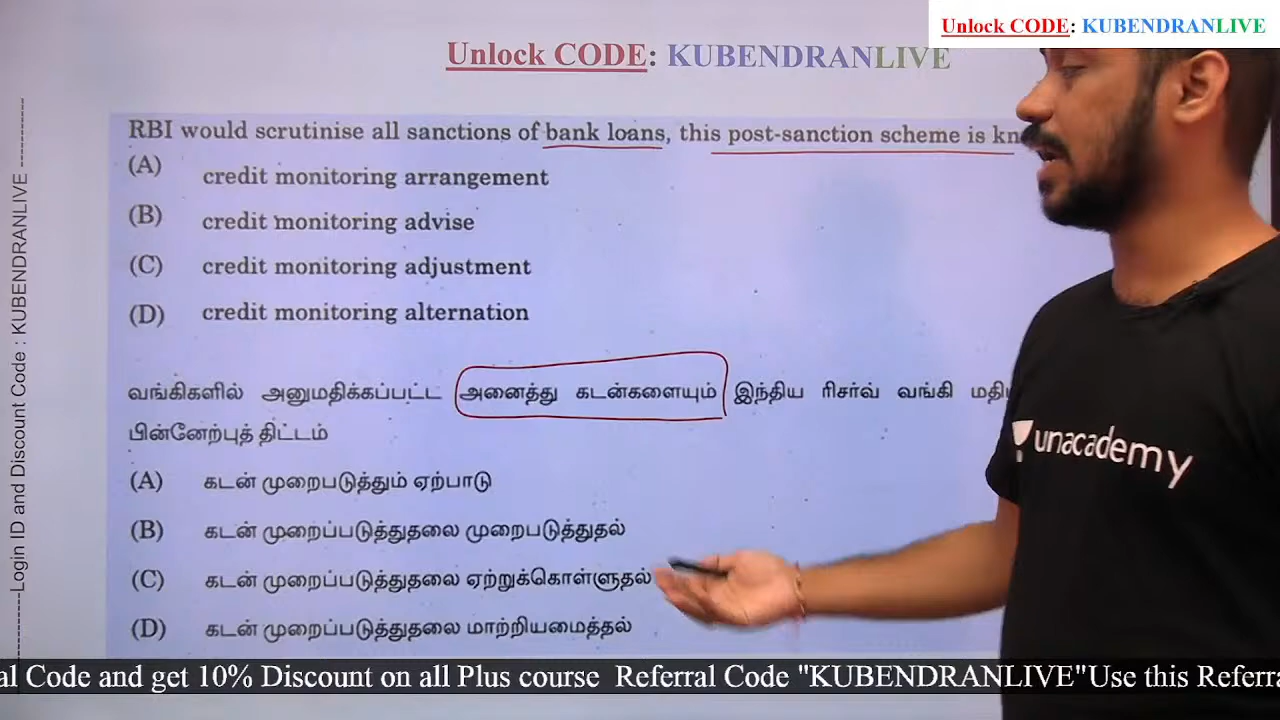 Unlock CODE: KUBENDRANLIVE
Unlock CODE: KUBENDRANLIVE
RBI would scrutinise all sanctions of bank loans, this post-sanction scheme is
(A) credit monitoring arrangement
(B) credit monitoring advise
(C) credit monitoring adjustment
(D) credit monitoring alternation
வங்கிகளில் அனுமதிக்கப்பட்ட அனைத்து கடன்களையும் இந்திய ரிசர்வ் வங்கி
பின்னேற்புத் திட்டம்
(A) கடன் முறைபடுத்தும் ஏற்பாடு
(B) கடன் முறைப்படுத்துதலை முறைபடுத்துதல்
(C) கடன் முறைப்படுத்துதலை ஏற்றுக்கொள்ளுதல்
(D) கடன் முறைப்படுத்துதலை மாற்றியமைத்தல்
unacademy
Login ID and Discount Code : KUBENDRANLIVE
al Code and get 10% Discount on all Plus course Referral Code "KUBENDRANLIVE"Use this Referra